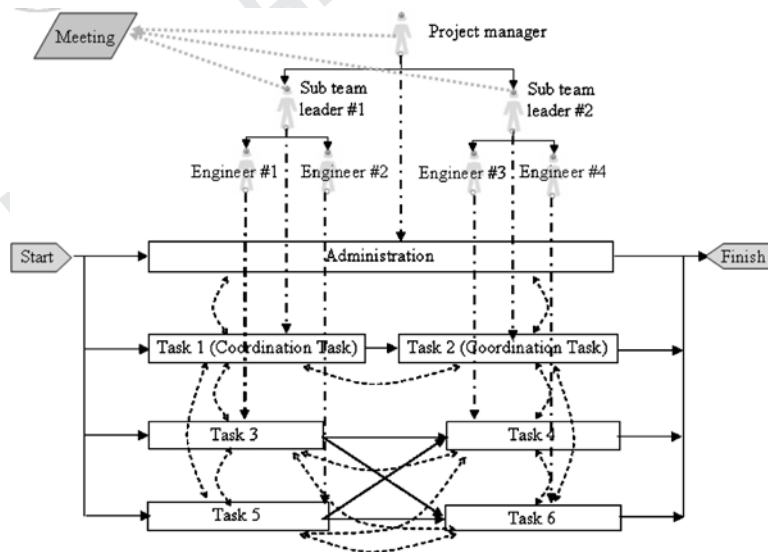 Meeting
Project manager
Sub team
leader #1
Sub team
leader #2
Engineer #1
Engineer #2
Engineer #3
Engineer #4
Start
Administration
Finish
Task 1 (Coordination Task)
Task 2 (Coordination Task)
Task 3
Task 4
Task 5
Task 6